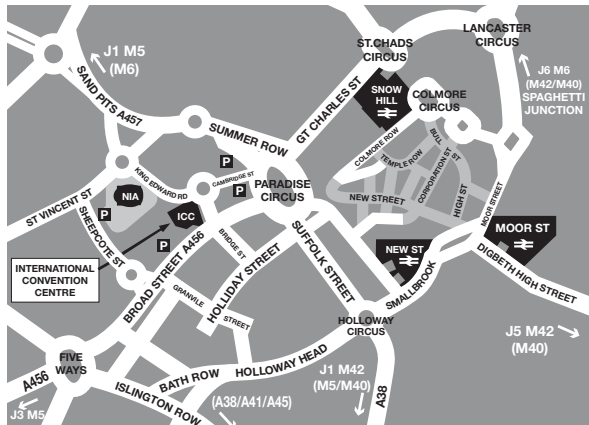 LANCASTER
CIRCUS
ST.CHADS
CIRCUS
J1 M5
(M6)
J6 M6
(M42/M40)
SPAGHETTI
JUNCTION
SAND PITS A457
GT CHARLES ST
SNOW
HILL
COLMORE
CIRCUS
SUMMER ROW
COLMORE ROW
BULL ST
TEMPLE ROW
CORPORATION ST
P
KING EDWARD RD
CAMBRIDGE ST
P
PARADISE
CIRCUS
NEW STREET
HIGH ST
MOOR STREET
ST VINCENT ST
NIA
P
ICC
P
SHEEPCOTE ST
BRIDGE ST
MOOR ST
NEW ST
SUFFOLK STREET
HOLLIDAY STREET
BROAD STREET A456
INTERNATIONAL
CONVENTION
CENTRE
GRANVILLE
STREET
SMALLBROOK
DIGBETH HIGH STREET
HOLLOWAY
CIRCUS
J5 M42
(M40)
FIVE
WAYS
A456
BATH ROW
HOLLOWAY HEAD
J1 M42
(M5/M40)
A38
ISLINGTON ROW
(A38/A41/A45)
J3 M5